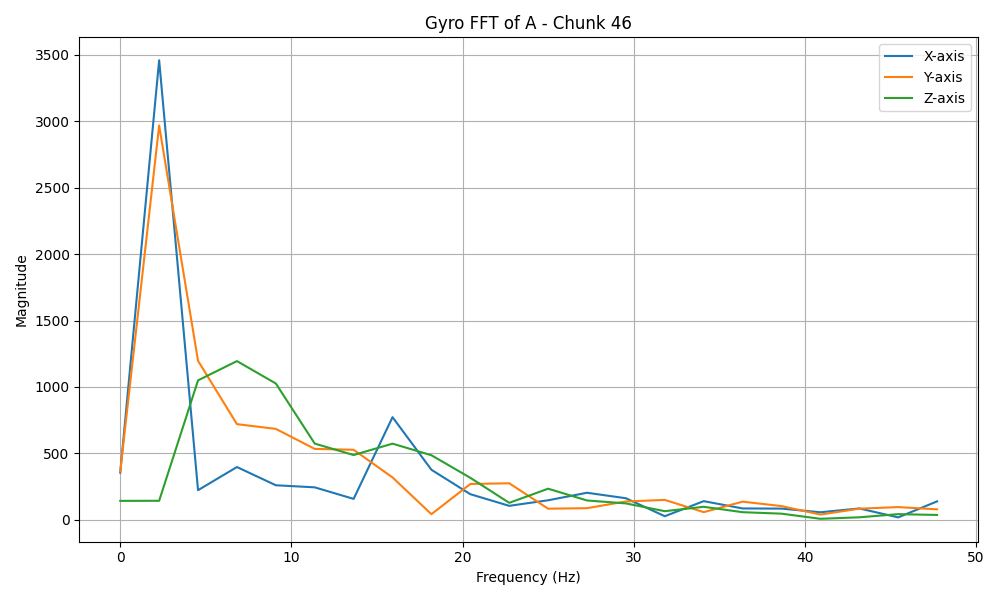 Gyro FFT of A - Chunk 46
X-axis
Y-axis
Z-axis
3500
3000
2500
2000
1500
1000
500
0
Magnitude
0 10 20 30 40 50
Frequency (Hz)